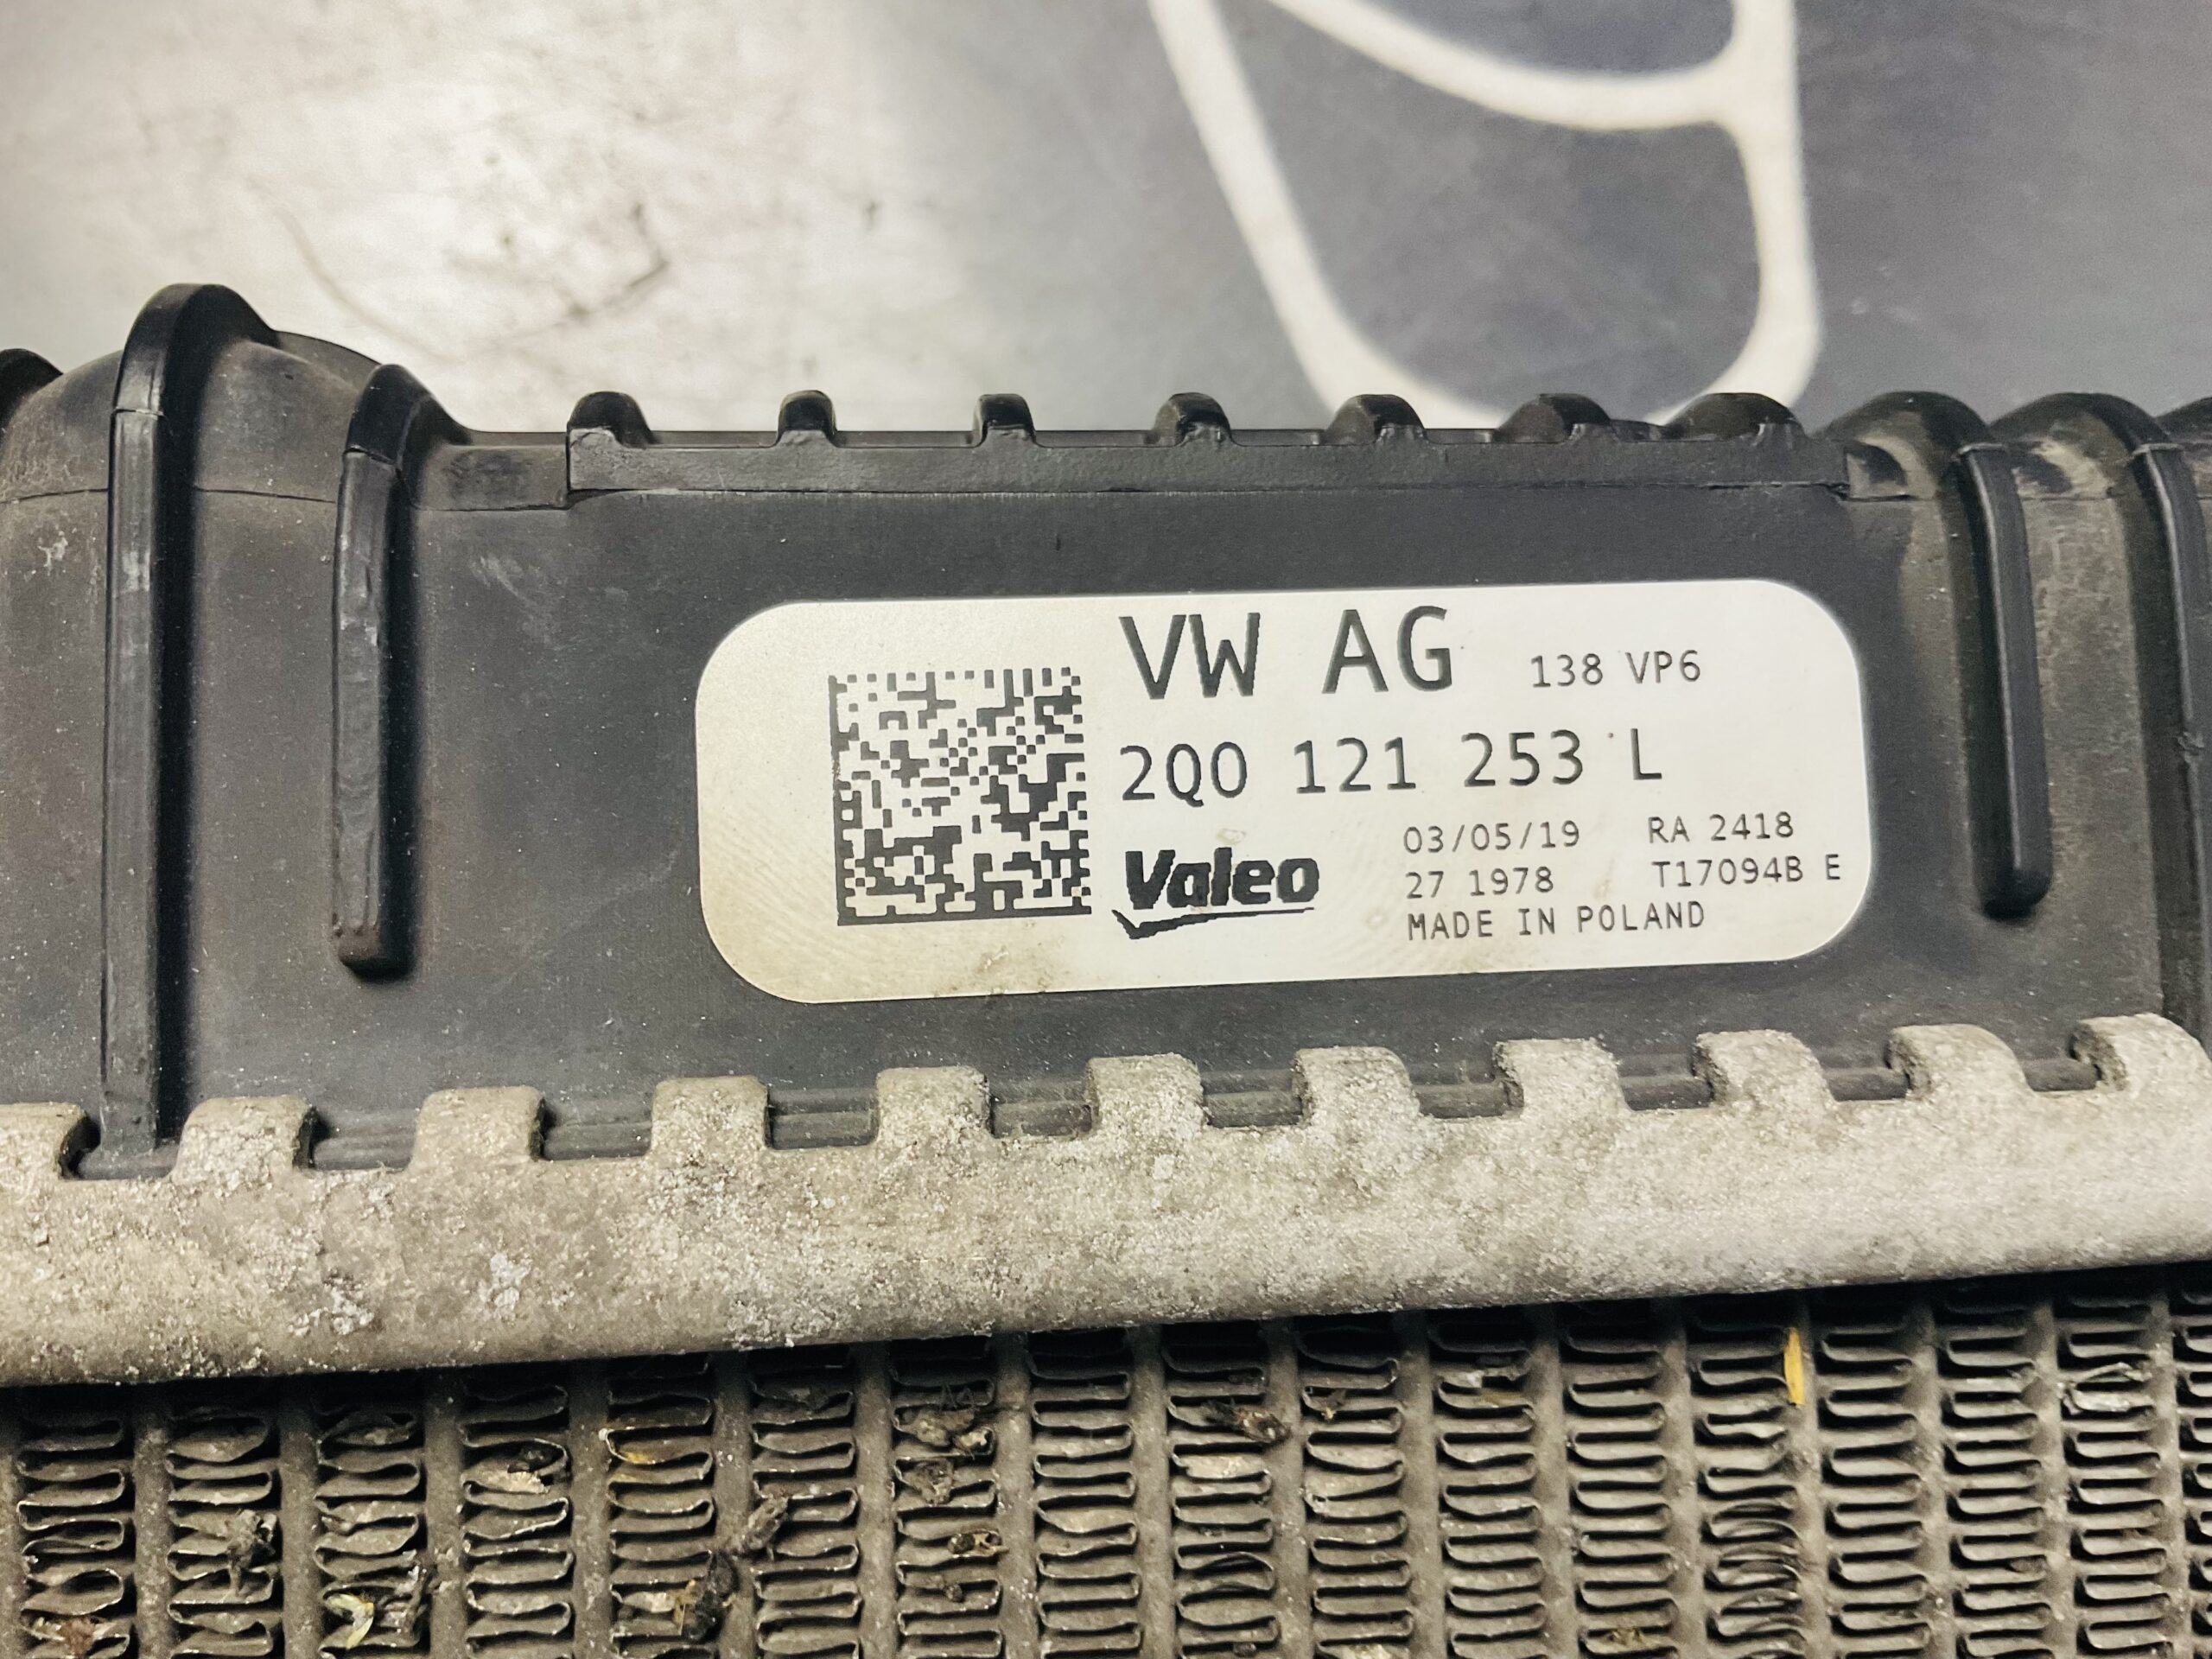 VW AG 138 VP6
2Q0 121 253 L
Valeo
03/05/19 RA 2418
27 1978 T17094B E
MADE IN POLAND